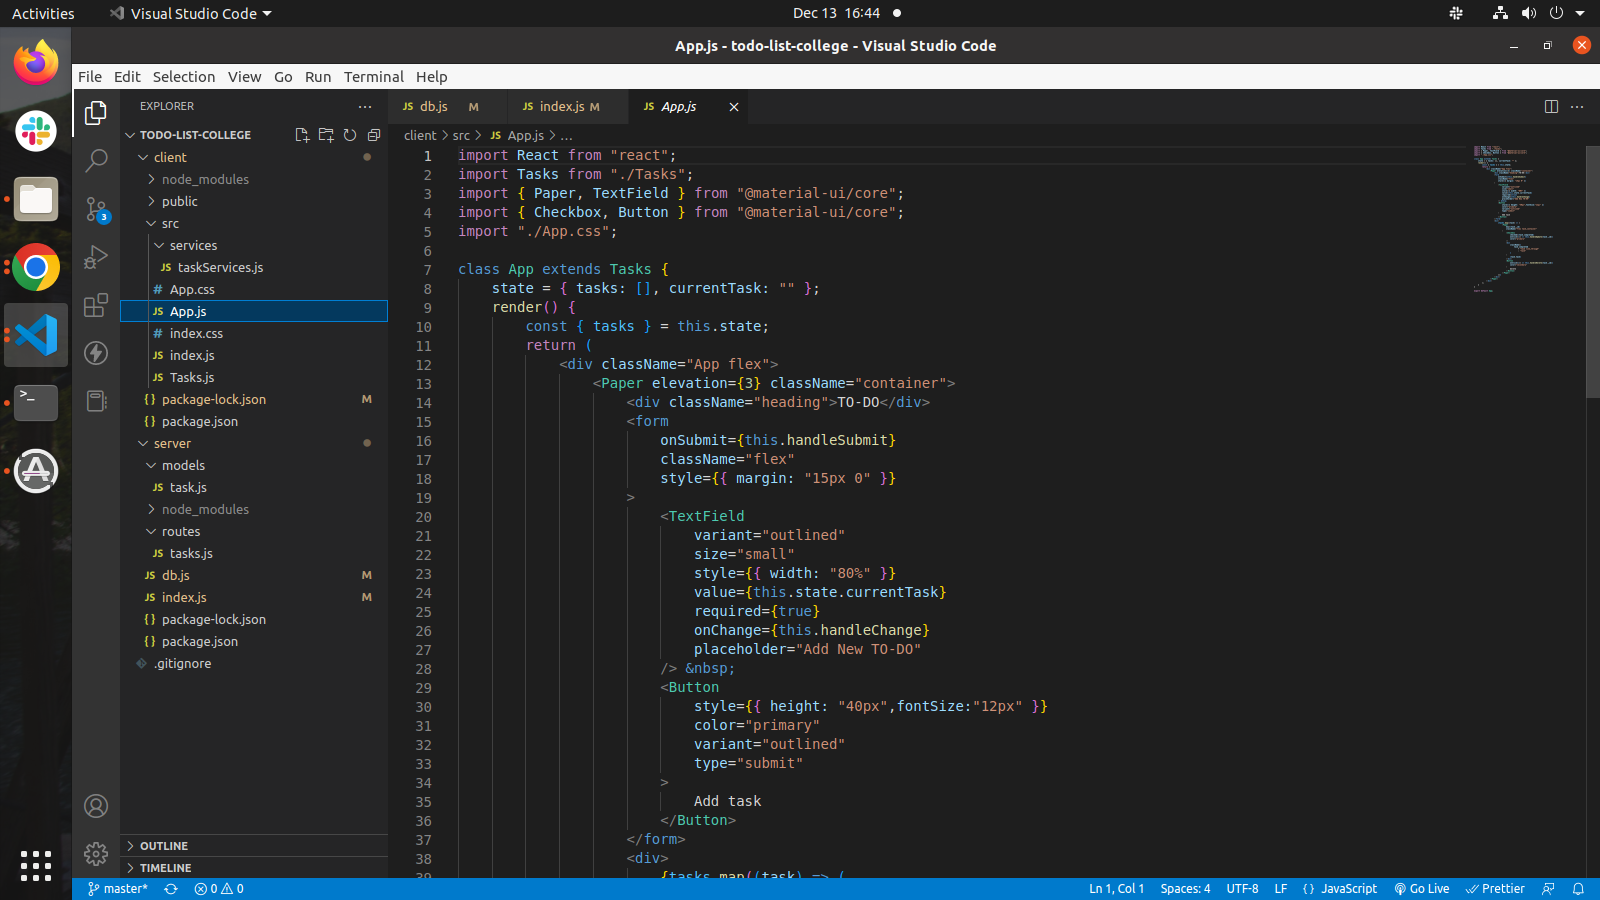 Activities
Visual Studio Code
Dec 13 16:44
App.js - todo-list-college - Visual Studio Code
File Edit Selection View Go Run Terminal Help
EXPLORER
TODO-LIST-COLLEGE
client
node_modules
public
src
services
JS taskServices.js
# App.css
JS App.js
# index.css
JS index.js
JS Tasks.js
{} package-lock.json M
{} package.json
server
models
JS task.js
node_modules
routes
JS tasks.js
JS db.js M
JS index.js M
{} package-lock.json
{} package.json
.gitignore
OUTLINE
TIMELINE
3
JS db.js M
JS index.js M
JS App.js
client > src > JS App.js > ...
1 import React from "react";
2 import Tasks from "./Tasks";
3 import { Paper, TextField } from "@material-ui/core";
4 import { Checkbox, Button } from "@material-ui/core";
5 import "./App.css";
6
7 class App extends Tasks {
8 state = { tasks: [], currentTask: "" };
9 render() {
10 const { tasks } = this.state;
11 return (
12 <div className="App flex">
13 <Paper elevation={3} className="container">
14 <div className="heading">TO-DO</div>
15 <form
16 onSubmit={this.handleSubmit}
17 className="flex"
18 style={{ margin: "15px 0" }}
19 >
20 <TextField
21 variant="outlined"
22 size="small"
23 style={{ width: "80%" }}
24 value={this.state.currentTask}
25 required={true}
26 onChange={this.handleChange}
27 placeholder="Add New TO-DO"
28 /> &nbsp;
29 <Button
30 style={{ height: "40px",fontSize:"12px" }}
31 color="primary"
32 variant="outlined"
33 type="submit"
34 >
35 Add task
36 </Button>
37 </form>
38 <div>
39 {tasks.map((task) => (
master* 0 0
Ln 1, Col 1 Spaces: 4 UTF-8 LF {} JavaScript Go Live Prettier